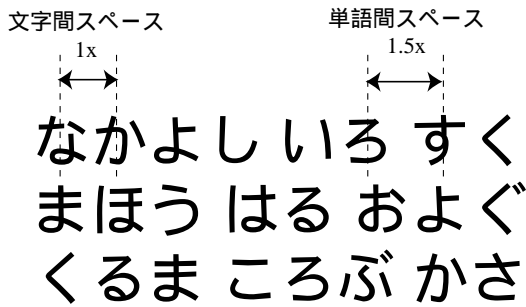 文字間スペース 単語間スペース
1x 1.5x
なかよし いろ すく
まほう はる およぐ
くるま ころぶ かさ